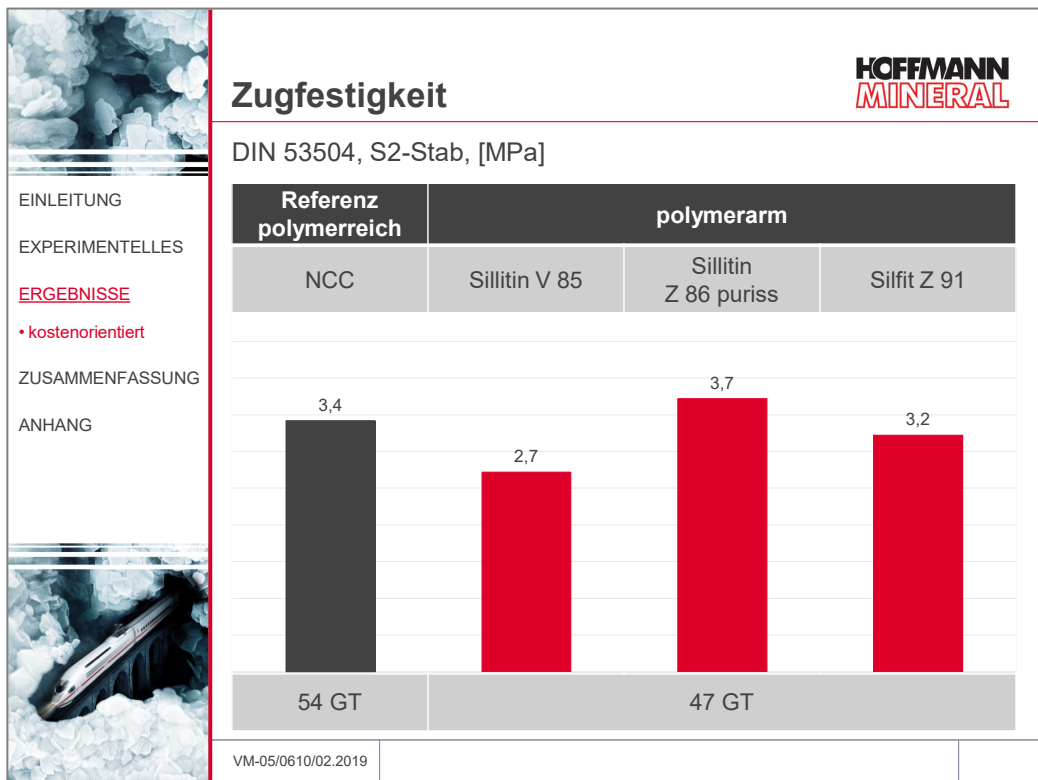 Zugfestigkeit
HOFFMANN
MINERAL
DIN 53504, S2-Stab, [MPa]
EINLEITUNG
EXPERIMENTELLES
ERGEBNISSE
• kostenorientiert
ZUSAMMENFASSUNG
ANHANG
Referenz
polymerreich
polymerarm
NCC
Sillitin V 85
Sillitin
Z 86 puriss
Silfit Z 91
3,4
2,7
3,7
3,2
54 GT
47 GT
VM-05/0610/02.2019